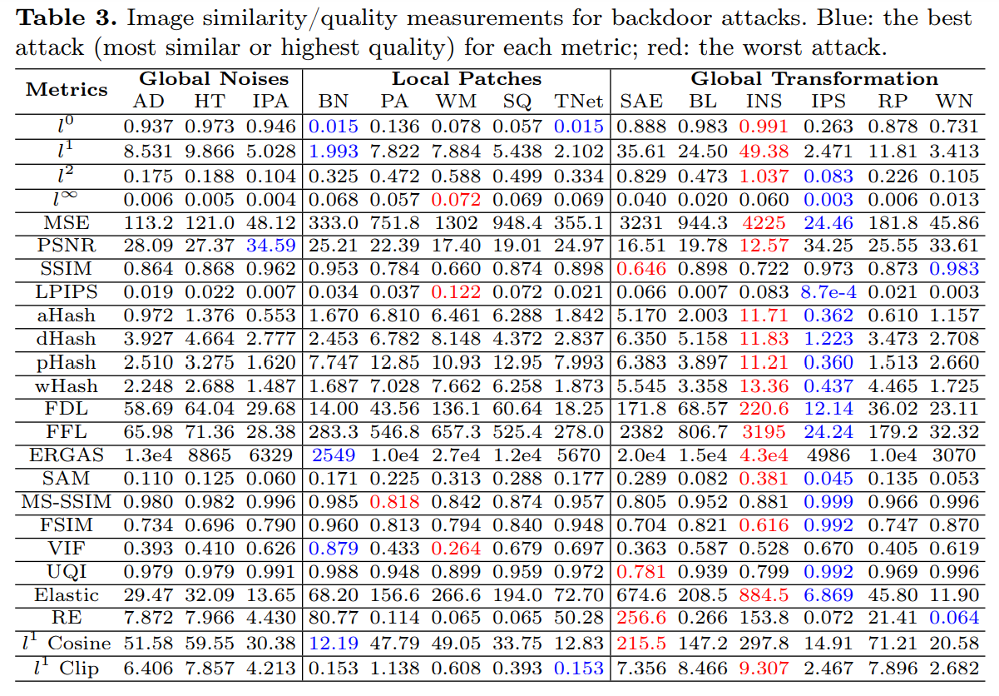 Table 3. Image similarity/quality measurements for backdoor attacks. Blue: the best
attack (most similar or highest quality) for each metric; red: the worst attack.
Metrics Global Noises Local Patches Global Transformation
AD HT IPA BN PA WM SQ TNet SAE BL INS IPS RP WN
l⁰ 0.937 0.973 0.946 0.015 0.136 0.078 0.057 0.015 0.888 0.983 0.991 0.263 0.878 0.731
l¹ 8.531 9.866 5.028 1.993 7.822 7.884 5.438 2.102 35.61 24.50 49.38 2.471 11.81 3.413
l² 0.175 0.188 0.104 0.325 0.472 0.588 0.499 0.334 0.829 0.473 1.037 0.083 0.226 0.105
l∞ 0.006 0.005 0.004 0.068 0.057 0.072 0.069 0.069 0.040 0.020 0.060 0.003 0.006 0.013
MSE 113.2 121.0 48.12 333.0 751.8 1302 948.4 355.1 3231 944.3 4225 24.46 181.8 45.86
PSNR 28.09 27.37 34.59 25.21 22.39 17.40 19.01 24.97 16.51 19.78 12.57 34.25 25.55 33.61
SSIM 0.864 0.868 0.962 0.953 0.784 0.660 0.874 0.898 0.646 0.898 0.722 0.973 0.873 0.983
LPIPS 0.019 0.022 0.007 0.034 0.037 0.122 0.072 0.021 0.066 0.007 0.083 8.7e-4 0.021 0.003
aHash 0.972 1.376 0.553 1.670 6.810 6.461 6.288 1.842 5.170 2.003 11.71 0.362 0.610 1.157
dHash 3.927 4.664 2.777 2.453 6.782 8.148 4.372 2.837 6.350 5.158 11.83 1.223 3.473 2.708
pHash 2.510 3.275 1.620 7.747 12.85 10.93 12.95 7.993 6.383 3.897 11.21 0.360 1.513 2.660
wHash 2.248 2.688 1.487 1.687 7.028 7.662 6.258 1.873 5.545 3.358 13.36 0.437 4.465 1.725
FDL 58.69 64.04 29.68 14.00 43.56 136.1 60.64 18.25 171.8 68.57 220.6 12.14 36.02 23.11
FFL 65.98 71.36 28.38 283.3 546.8 657.3 525.4 278.0 2382 806.7 3195 24.24 179.2 32.32
ERGAS 1.3e4 8865 6329 2549 1.0e4 2.7e4 1.2e4 5670 2.0e4 1.5e4 4.3e4 4986 1.0e4 3070
SAM 0.110 0.125 0.060 0.171 0.225 0.313 0.288 0.177 0.289 0.082 0.381 0.045 0.135 0.053
MS-SSIM 0.980 0.982 0.996 0.985 0.818 0.842 0.874 0.957 0.805 0.952 0.881 0.999 0.966 0.996
FSIM 0.734 0.696 0.790 0.960 0.813 0.794 0.840 0.948 0.704 0.821 0.616 0.992 0.747 0.870
VIF 0.393 0.410 0.626 0.879 0.433 0.264 0.679 0.697 0.363 0.587 0.528 0.670 0.405 0.619
UQI 0.979 0.979 0.991 0.988 0.948 0.899 0.959 0.972 0.781 0.939 0.799 0.992 0.969 0.996
Elastic 29.47 32.09 13.65 68.20 156.6 266.6 194.0 72.70 674.6 208.5 884.5 6.869 45.80 11.90
RE 7.872 7.966 4.430 80.77 0.114 0.065 0.065 50.28 256.6 0.266 153.8 0.072 21.41 0.064
l¹ Cosine 51.58 59.55 30.38 12.19 47.79 49.05 33.75 12.83 215.5 147.2 297.8 14.91 71.21 20.58
l¹ Clip 6.406 7.857 4.213 0.153 1.138 0.608 0.393 0.153 7.356 8.466 9.307 2.467 7.896 2.682